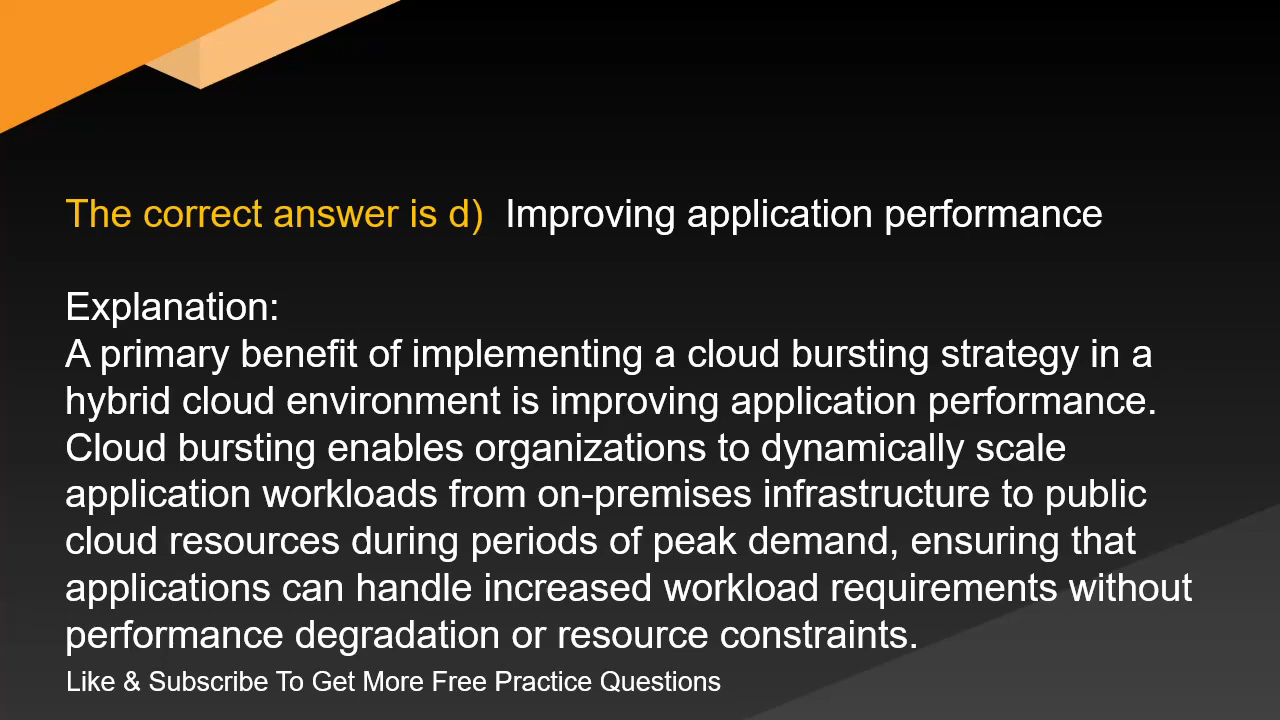 The correct answer is d)  Improving application performance
Explanation:
A primary benefit of implementing a cloud bursting strategy in a
hybrid cloud environment is improving application performance.
Cloud bursting enables organizations to dynamically scale
application workloads from on-premises infrastructure to public
cloud resources during periods of peak demand, ensuring that
applications can handle increased workload requirements without
performance degradation or resource constraints.
Like & Subscribe To Get More Free Practice Questions